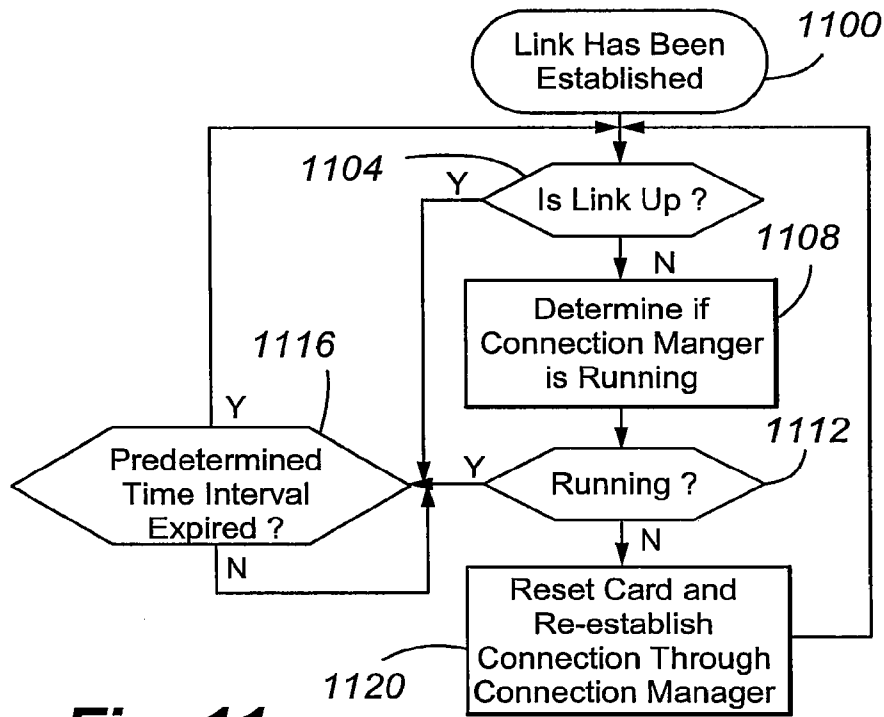 Link Has Been
Established
1100
1104
Y
Is Link Up ?
N
1108
Determine if
Connection Manger
is Running
1116
Y
Predetermined
Time Interval
Expired ?
N
Y
Running ?
1112
N
Reset Card and
Re-establish
Connection Through
Connection Manager
1120